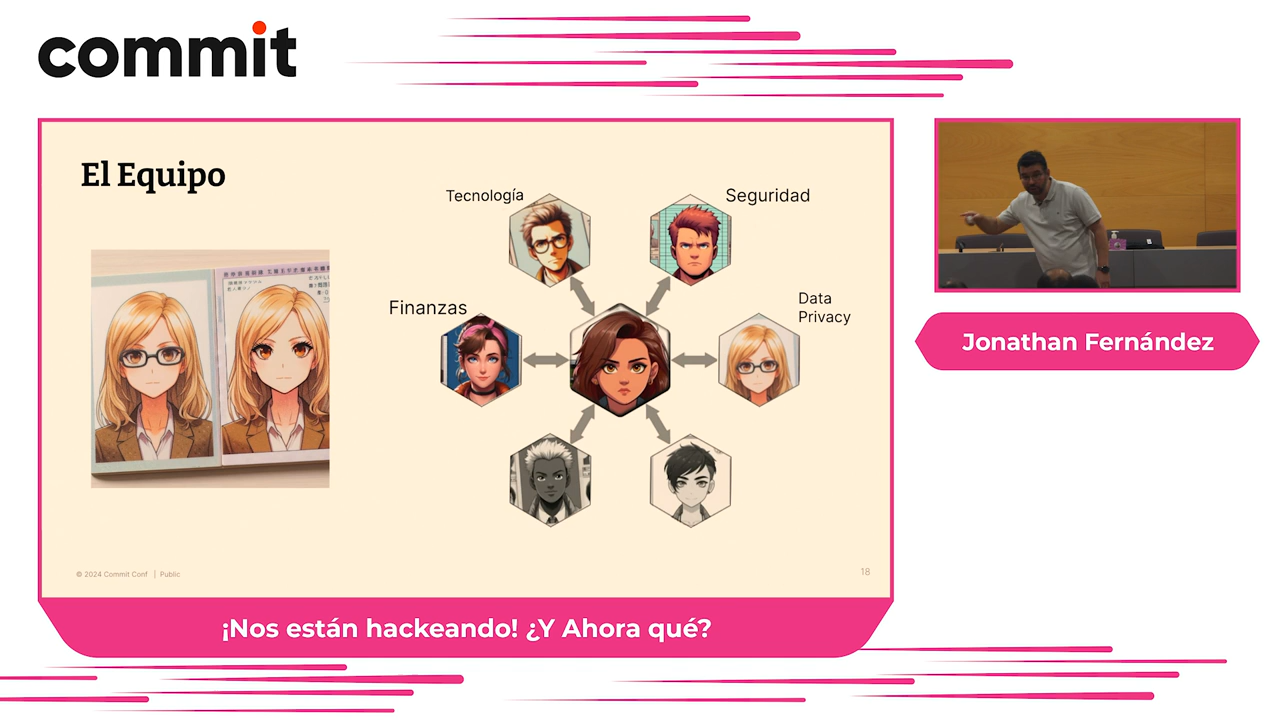 commit
El Equipo
Tecnología
Seguridad
Finanzas
Data
Privacy
© 2024 Commit Conf | Public
18
Jonathan Fernández
¡Nos están hackeando! ¿Y Ahora qué?